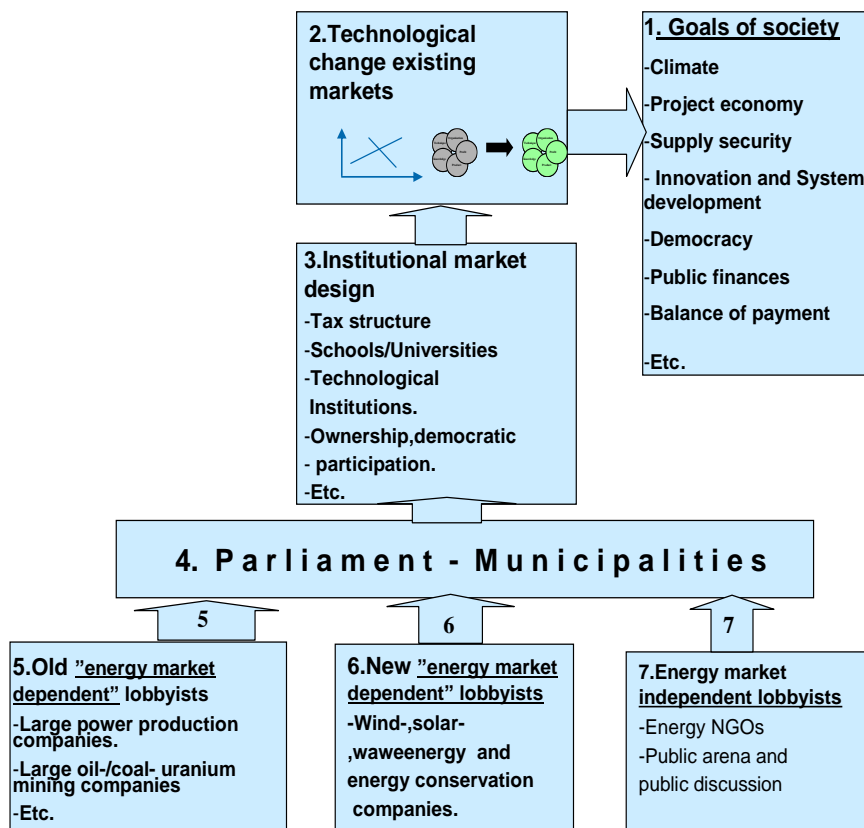 2.Technological
change existing
markets
1. Goals of society
-Climate
-Project economy
-Supply security
- Innovation and System
development
-Democracy
-Public finances
-Balance of payment
-Etc.
3.Institutional market
design
-Tax structure
-Schools/Universities
-Technological
Institutions.
-Ownership,democratic
- participation.
-Etc.
4. Parliament - Municipalities
5
6
7
5.Old ”energy market
dependent” lobbyists
-Large power production
companies.
-Large oil-/coal- uranium
mining companies
-Etc.
6.New ”energy market
dependent” lobbyists
-Wind-,solar-
,waweenergy and
energy conservation
companies.
7.Energy market
independent lobbyists
-Energy NGOs
-Public arena and
public discussion